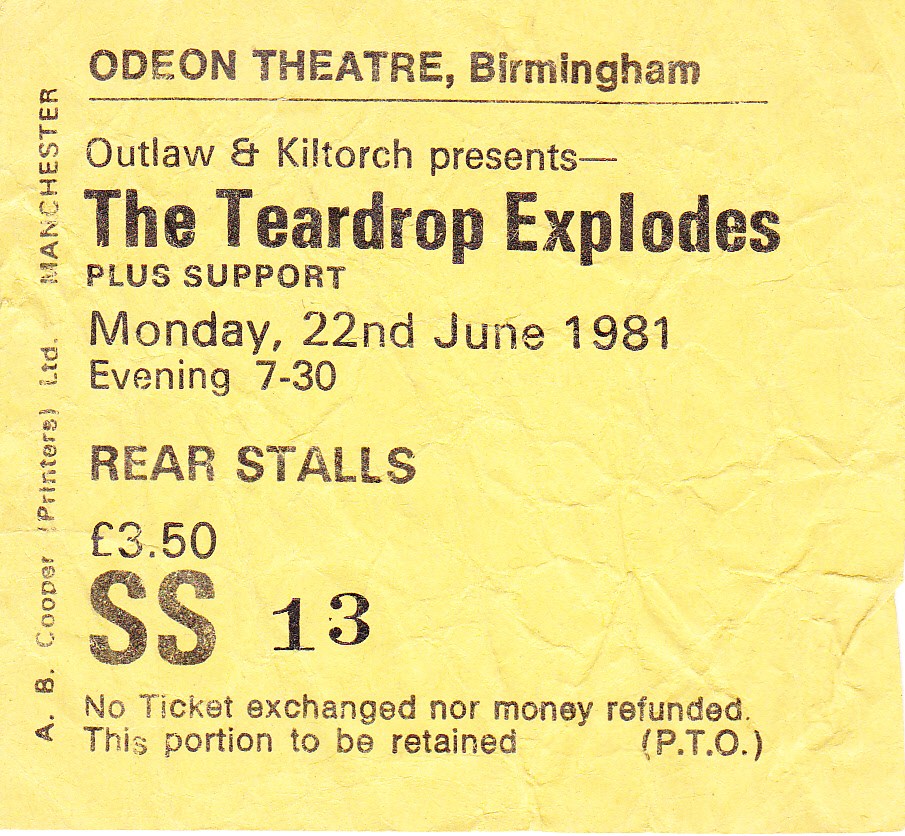 ODEON THEATRE, Birmingham
Outlaw & Kiltorch presents—
The Teardrop Explodes
PLUS SUPPORT
Monday, 22nd June 1981
Evening 7-30
REAR STALLS
£3.50
SS 13
No Ticket exchanged nor money refunded.
This portion to be retained (P.T.O.)
A. B. Cooper (Printers) Ltd. MANCHESTER